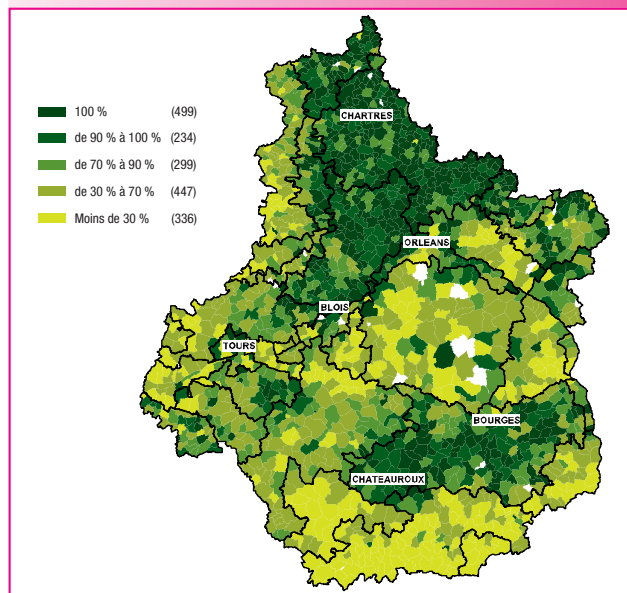 100 % (499)
de 90 % à 100 % (234)
de 70 % à 90 % (299)
de 30 % à 70 % (447)
Moins de 30 % (336)
CHARTRES
ORLEANS
BLOIS
TOURS
BOURGES
CHATEAUROUX